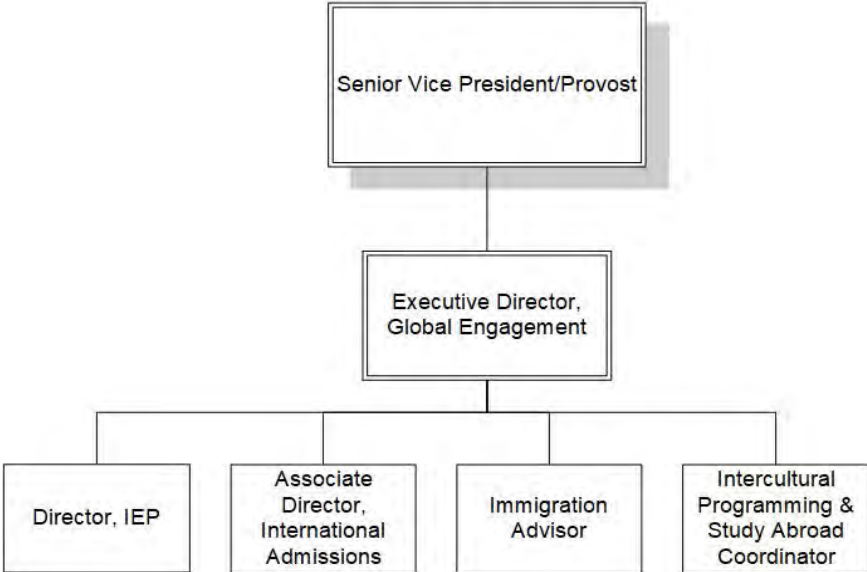 Senior Vice President/Provost
Executive Director,
Global Engagement
Director, IEP
Associate
Director,
International
Admissions
Immigration
Advisor
Intercultural
Programming &
Study Abroad
Coordinator